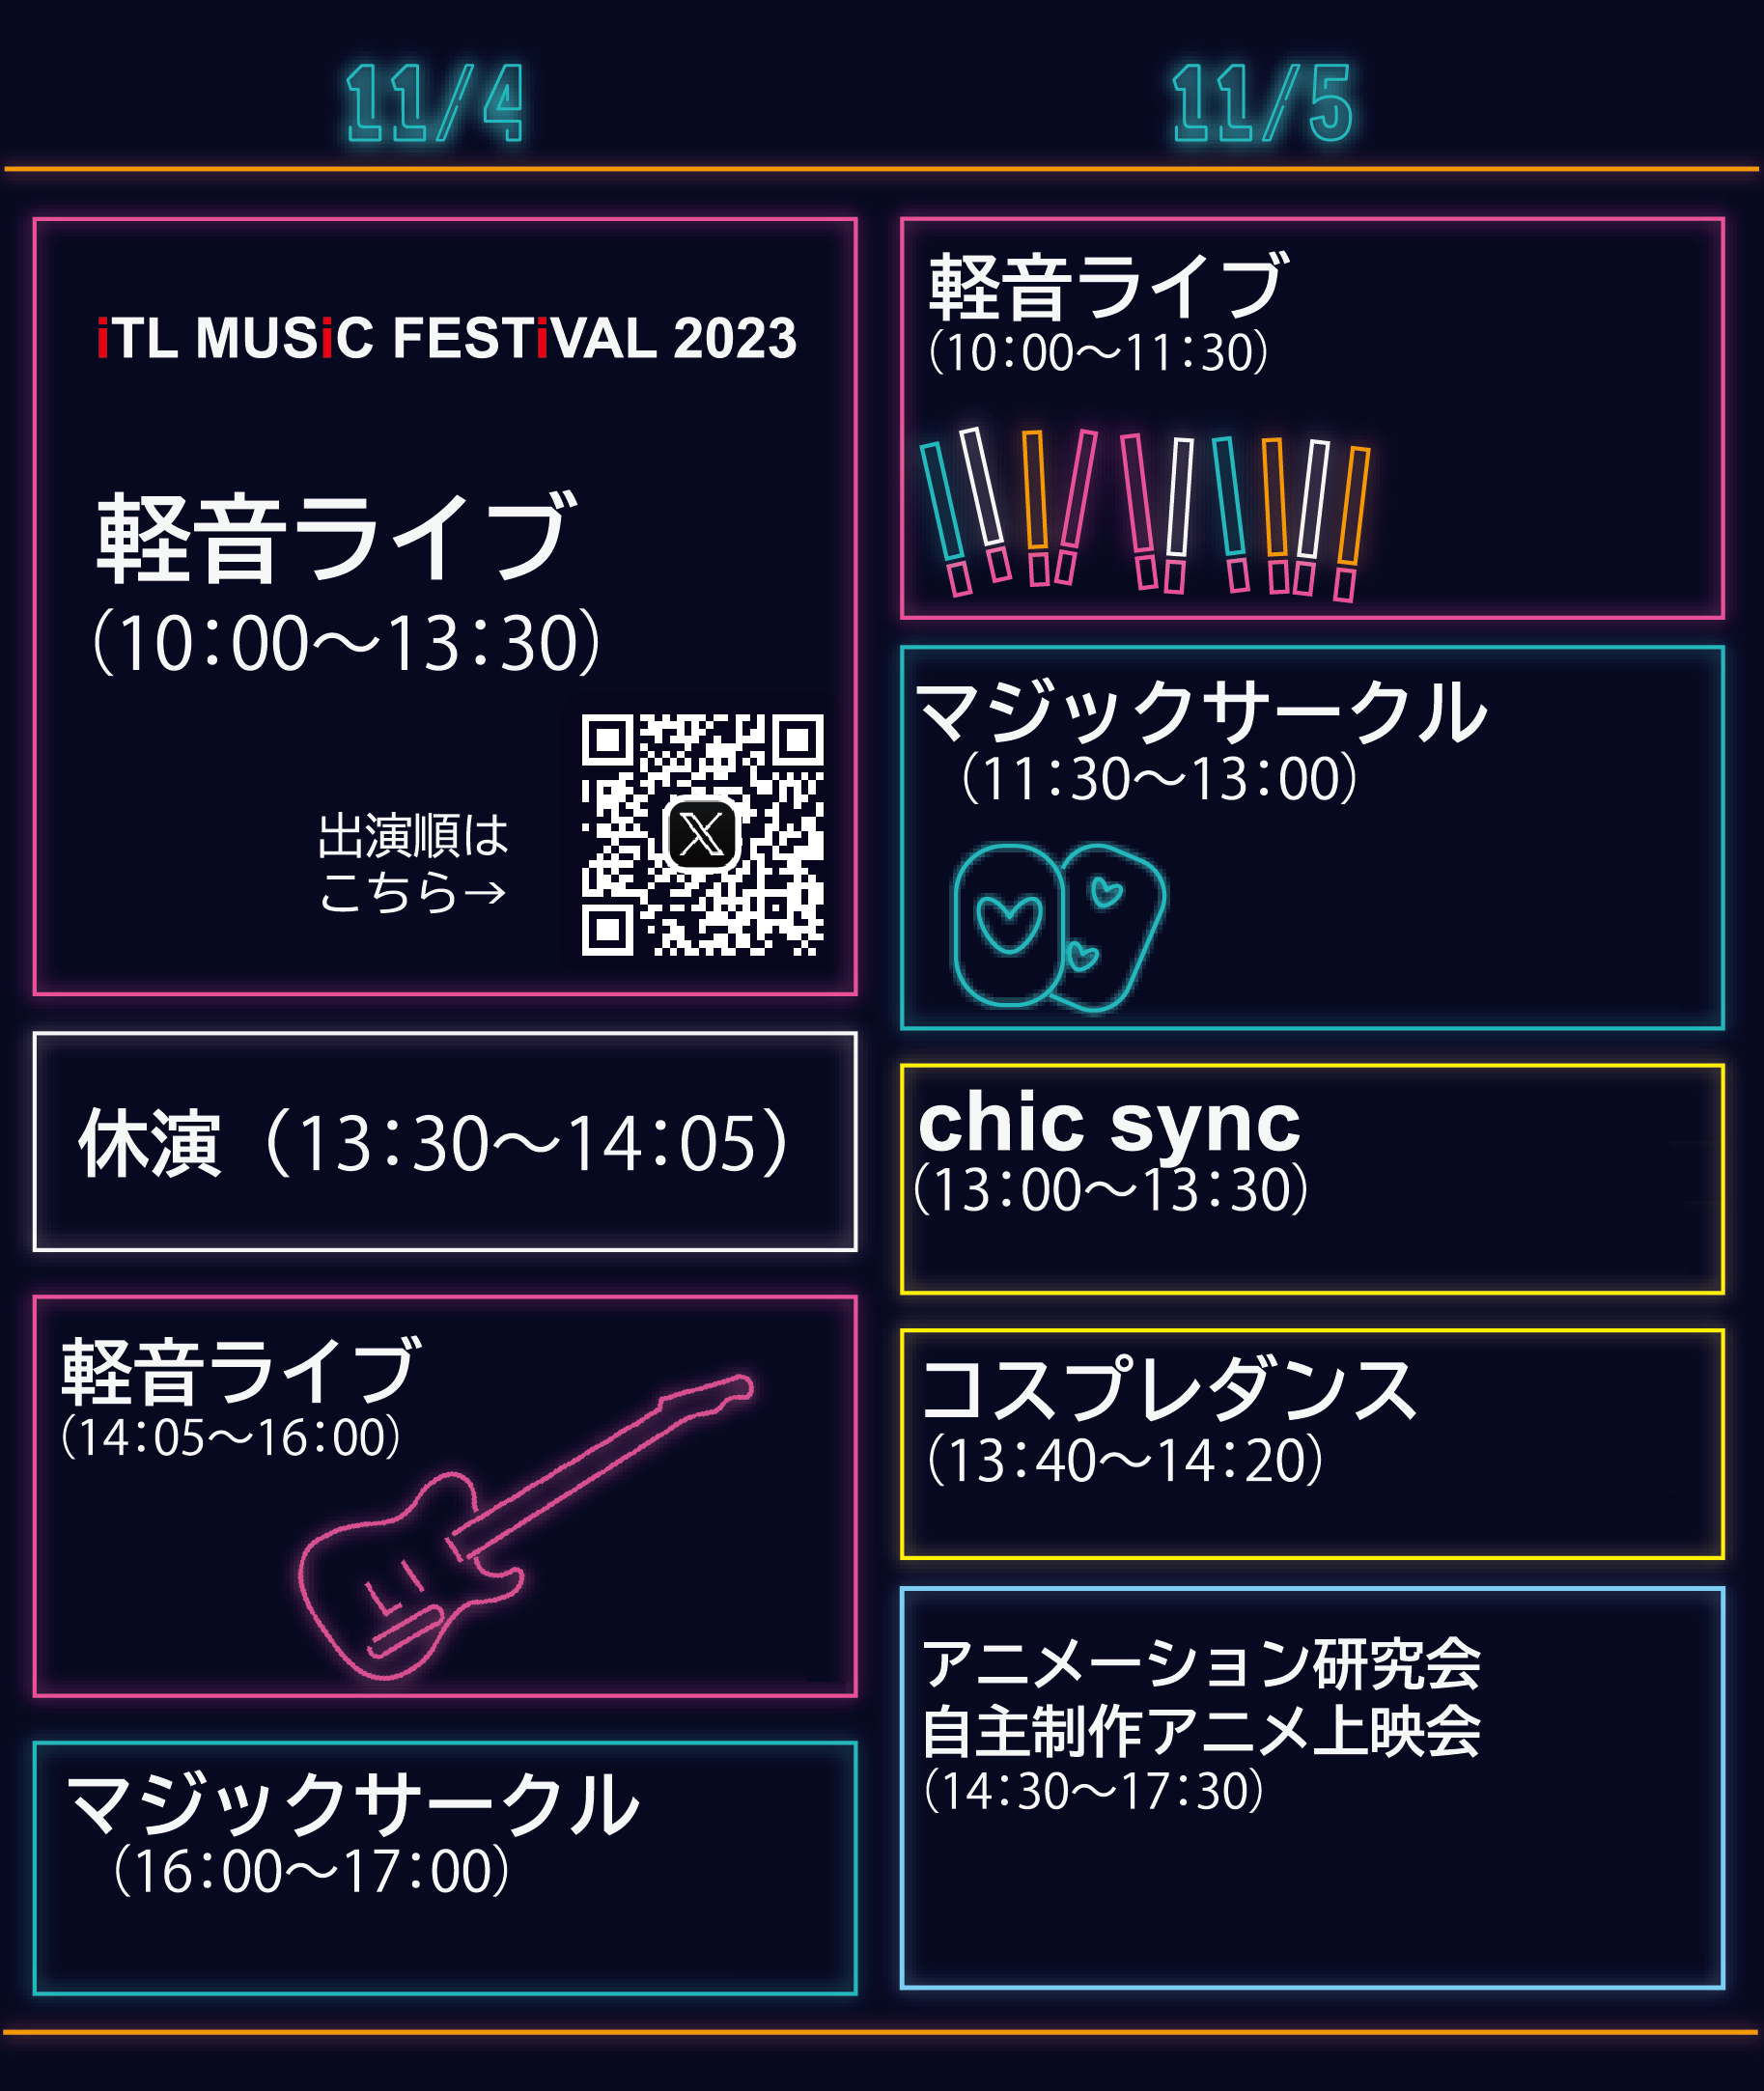 11/4
iTL MUSiC FESTiVAL 2023
軽音ライブ
（10：00～13：30）
出演順は
こちら→
休演（13：30～14：05）
軽音ライブ
（14：05～16：00）
マジックサークル
（16：00～17：00）
11/5
軽音ライブ
（10：00～11：30）
マジックサークル
（11：30～13：00）
chic sync
（13：00～13：30）
コスプレダンス
（13：40～14：20）
アニメーション研究会
自主制作アニメ上映会
（14：30～17：30）